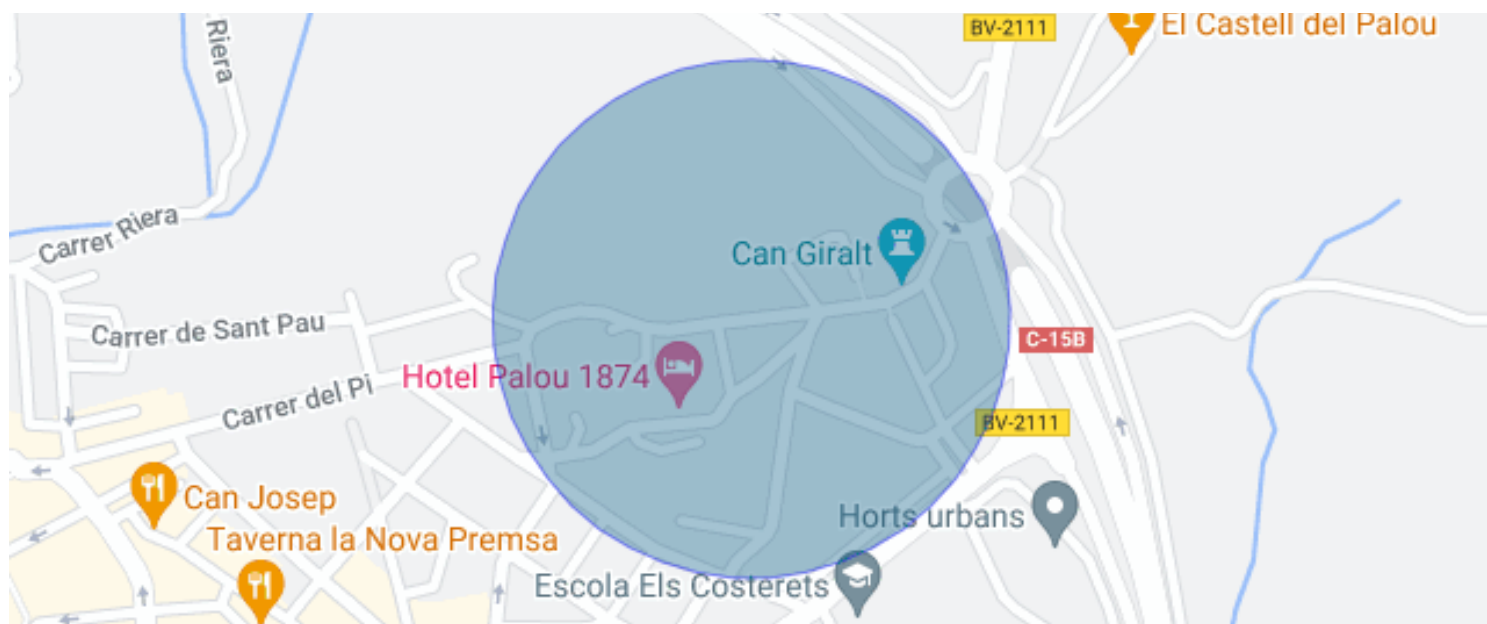 Riera
BV-2111
El Castell del Palou
Carrer Riera
Can Giralt
Carrer de Sant Pau
C-15B
Hotel Palou 1874
Carrer del Pi
BV-2111
Can Josep
Horts urbans
Taverna la Nova Premsa
Escola Els Costerets